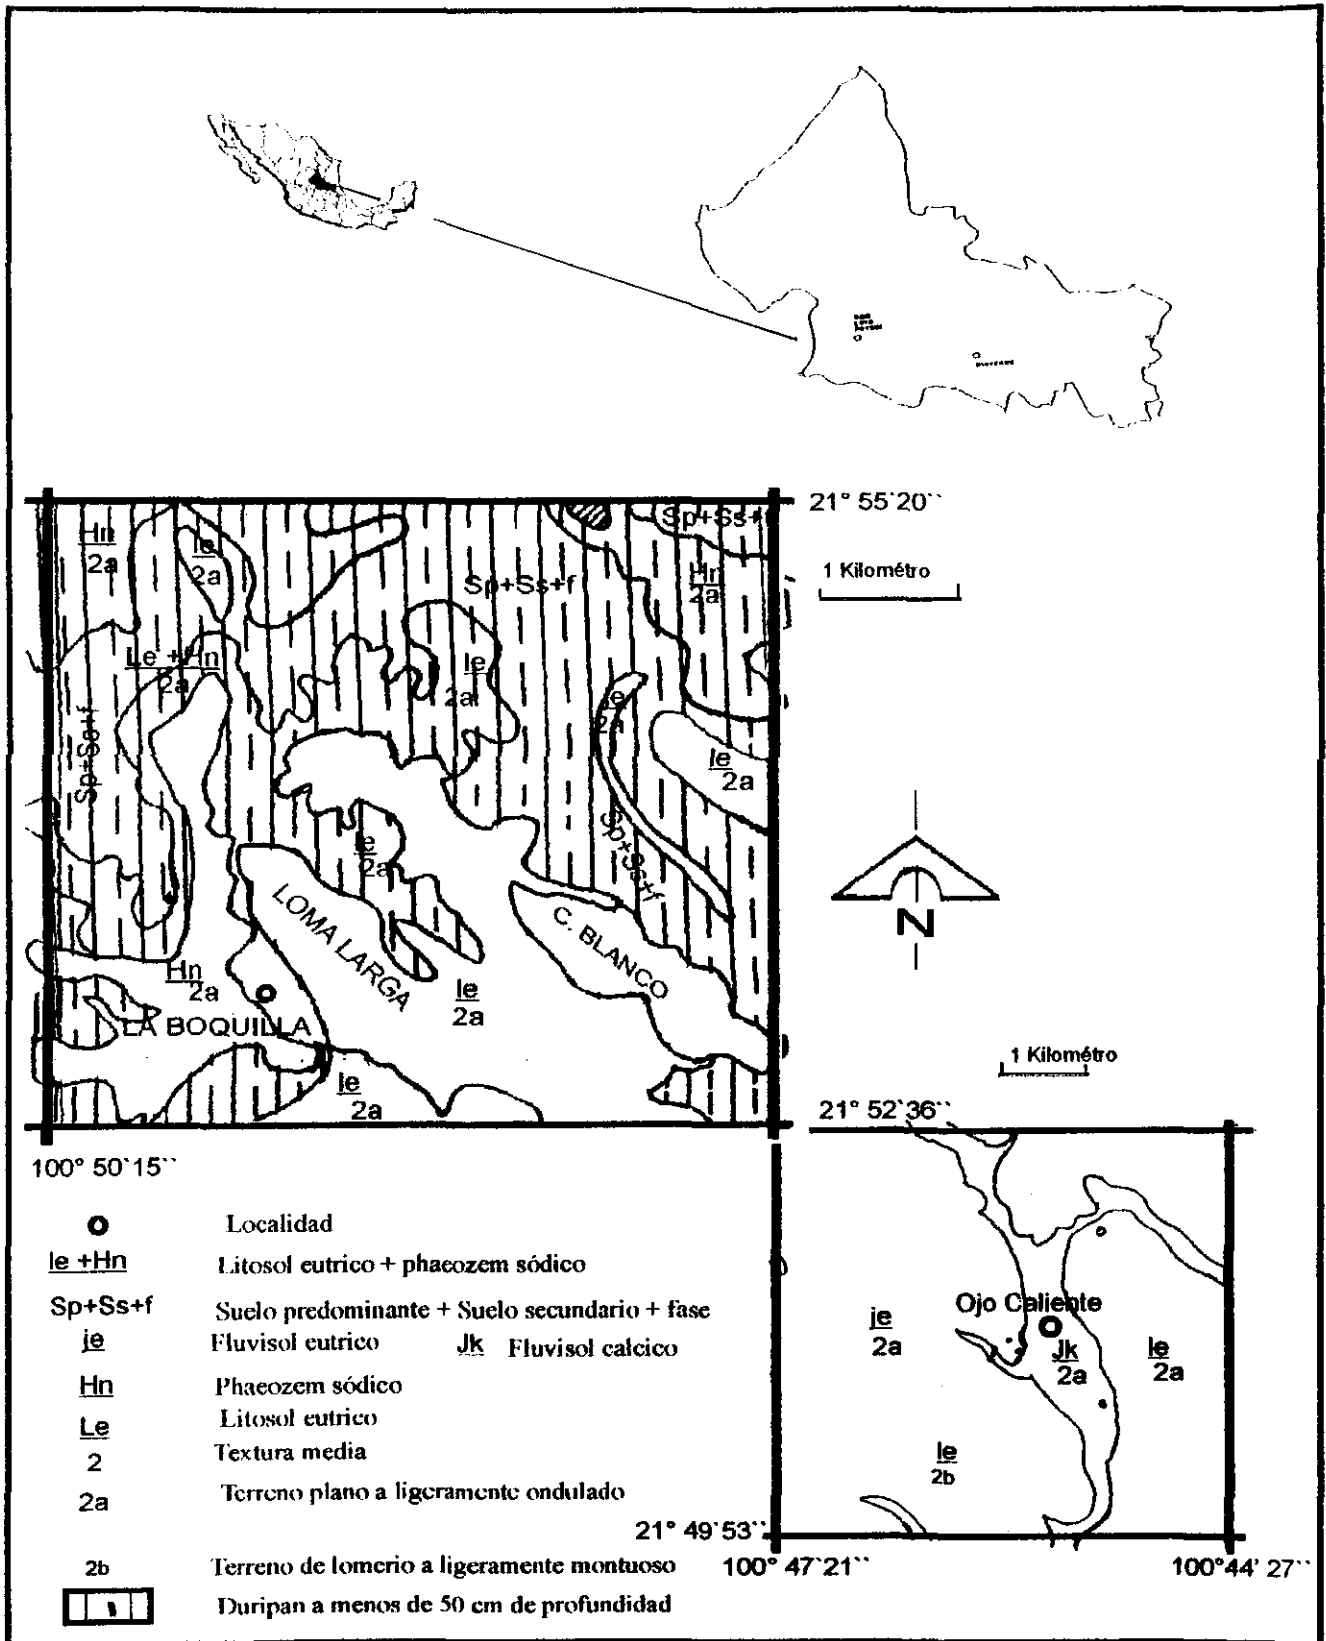 21° 55`20``
Sp+Ss+f
Hn
2a
le
2a
1 Kilométro
Hn
2a
Sp+Ss+f
Le +Hn
2a
le
2a
je
2a
Sp+Ss+f
le
2a
Sp+Ss+f
le
2a
LOMA LARGA
C. BLANCO
N
Hn
2a
le
2a
LA BOQUILLA
1 Kilométro
le
2a
21° 52`36``
100° 50`15``
Localidad
le +Hn Litosol eutrico + phaeozem sódico
Sp+Ss+f Suelo predominante + Suelo secundario + fase
je Fluvisol eutrico Jk Fluvisol calcico
Hn Phaeozem sódico
Le Litosol eutrico
2 Textura media
2a Terreno plano a ligeramente ondulado
2b Terreno de lomerio a ligeramente montuoso
Duripan a menos de 50 cm de profundidad
Ojo Caliente
je
2a
Jk
2a
le
2a
le
2b
21° 49`53``
100° 47`21``
100°44' 27``